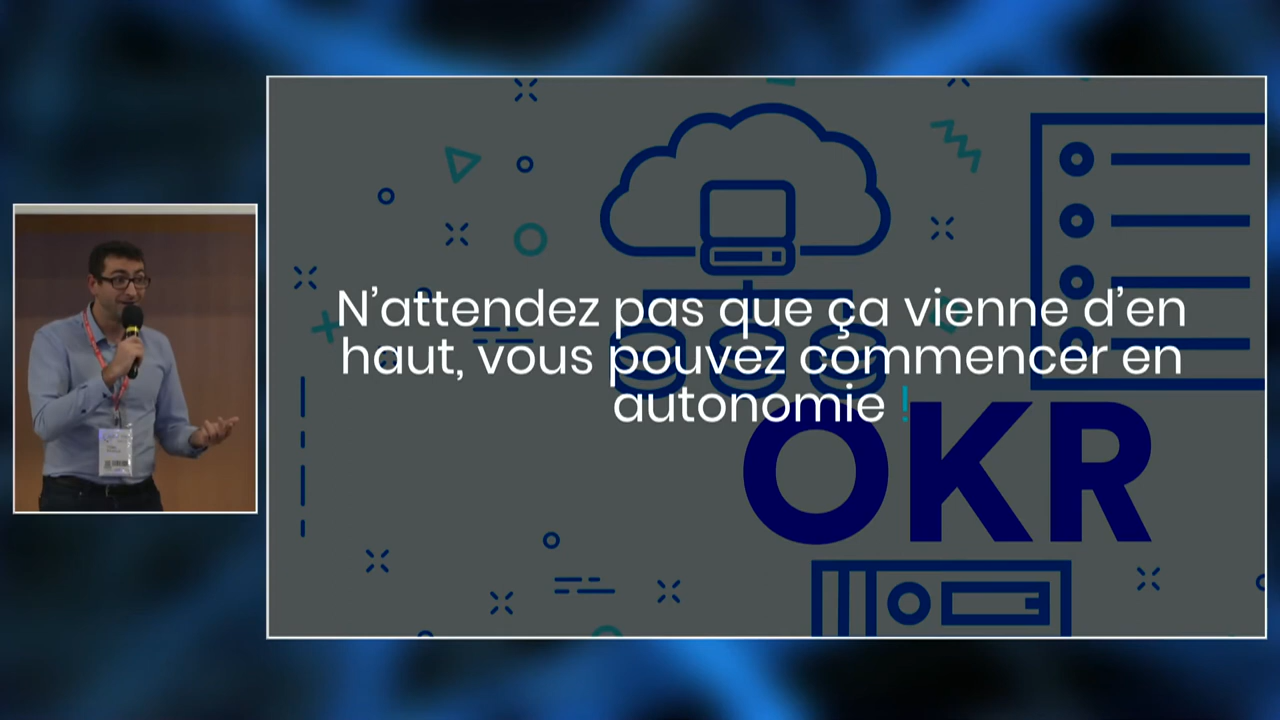 N’attendez pas que ça vienne d’en
haut, vous pouvez commencer en
autonomie !
OKR